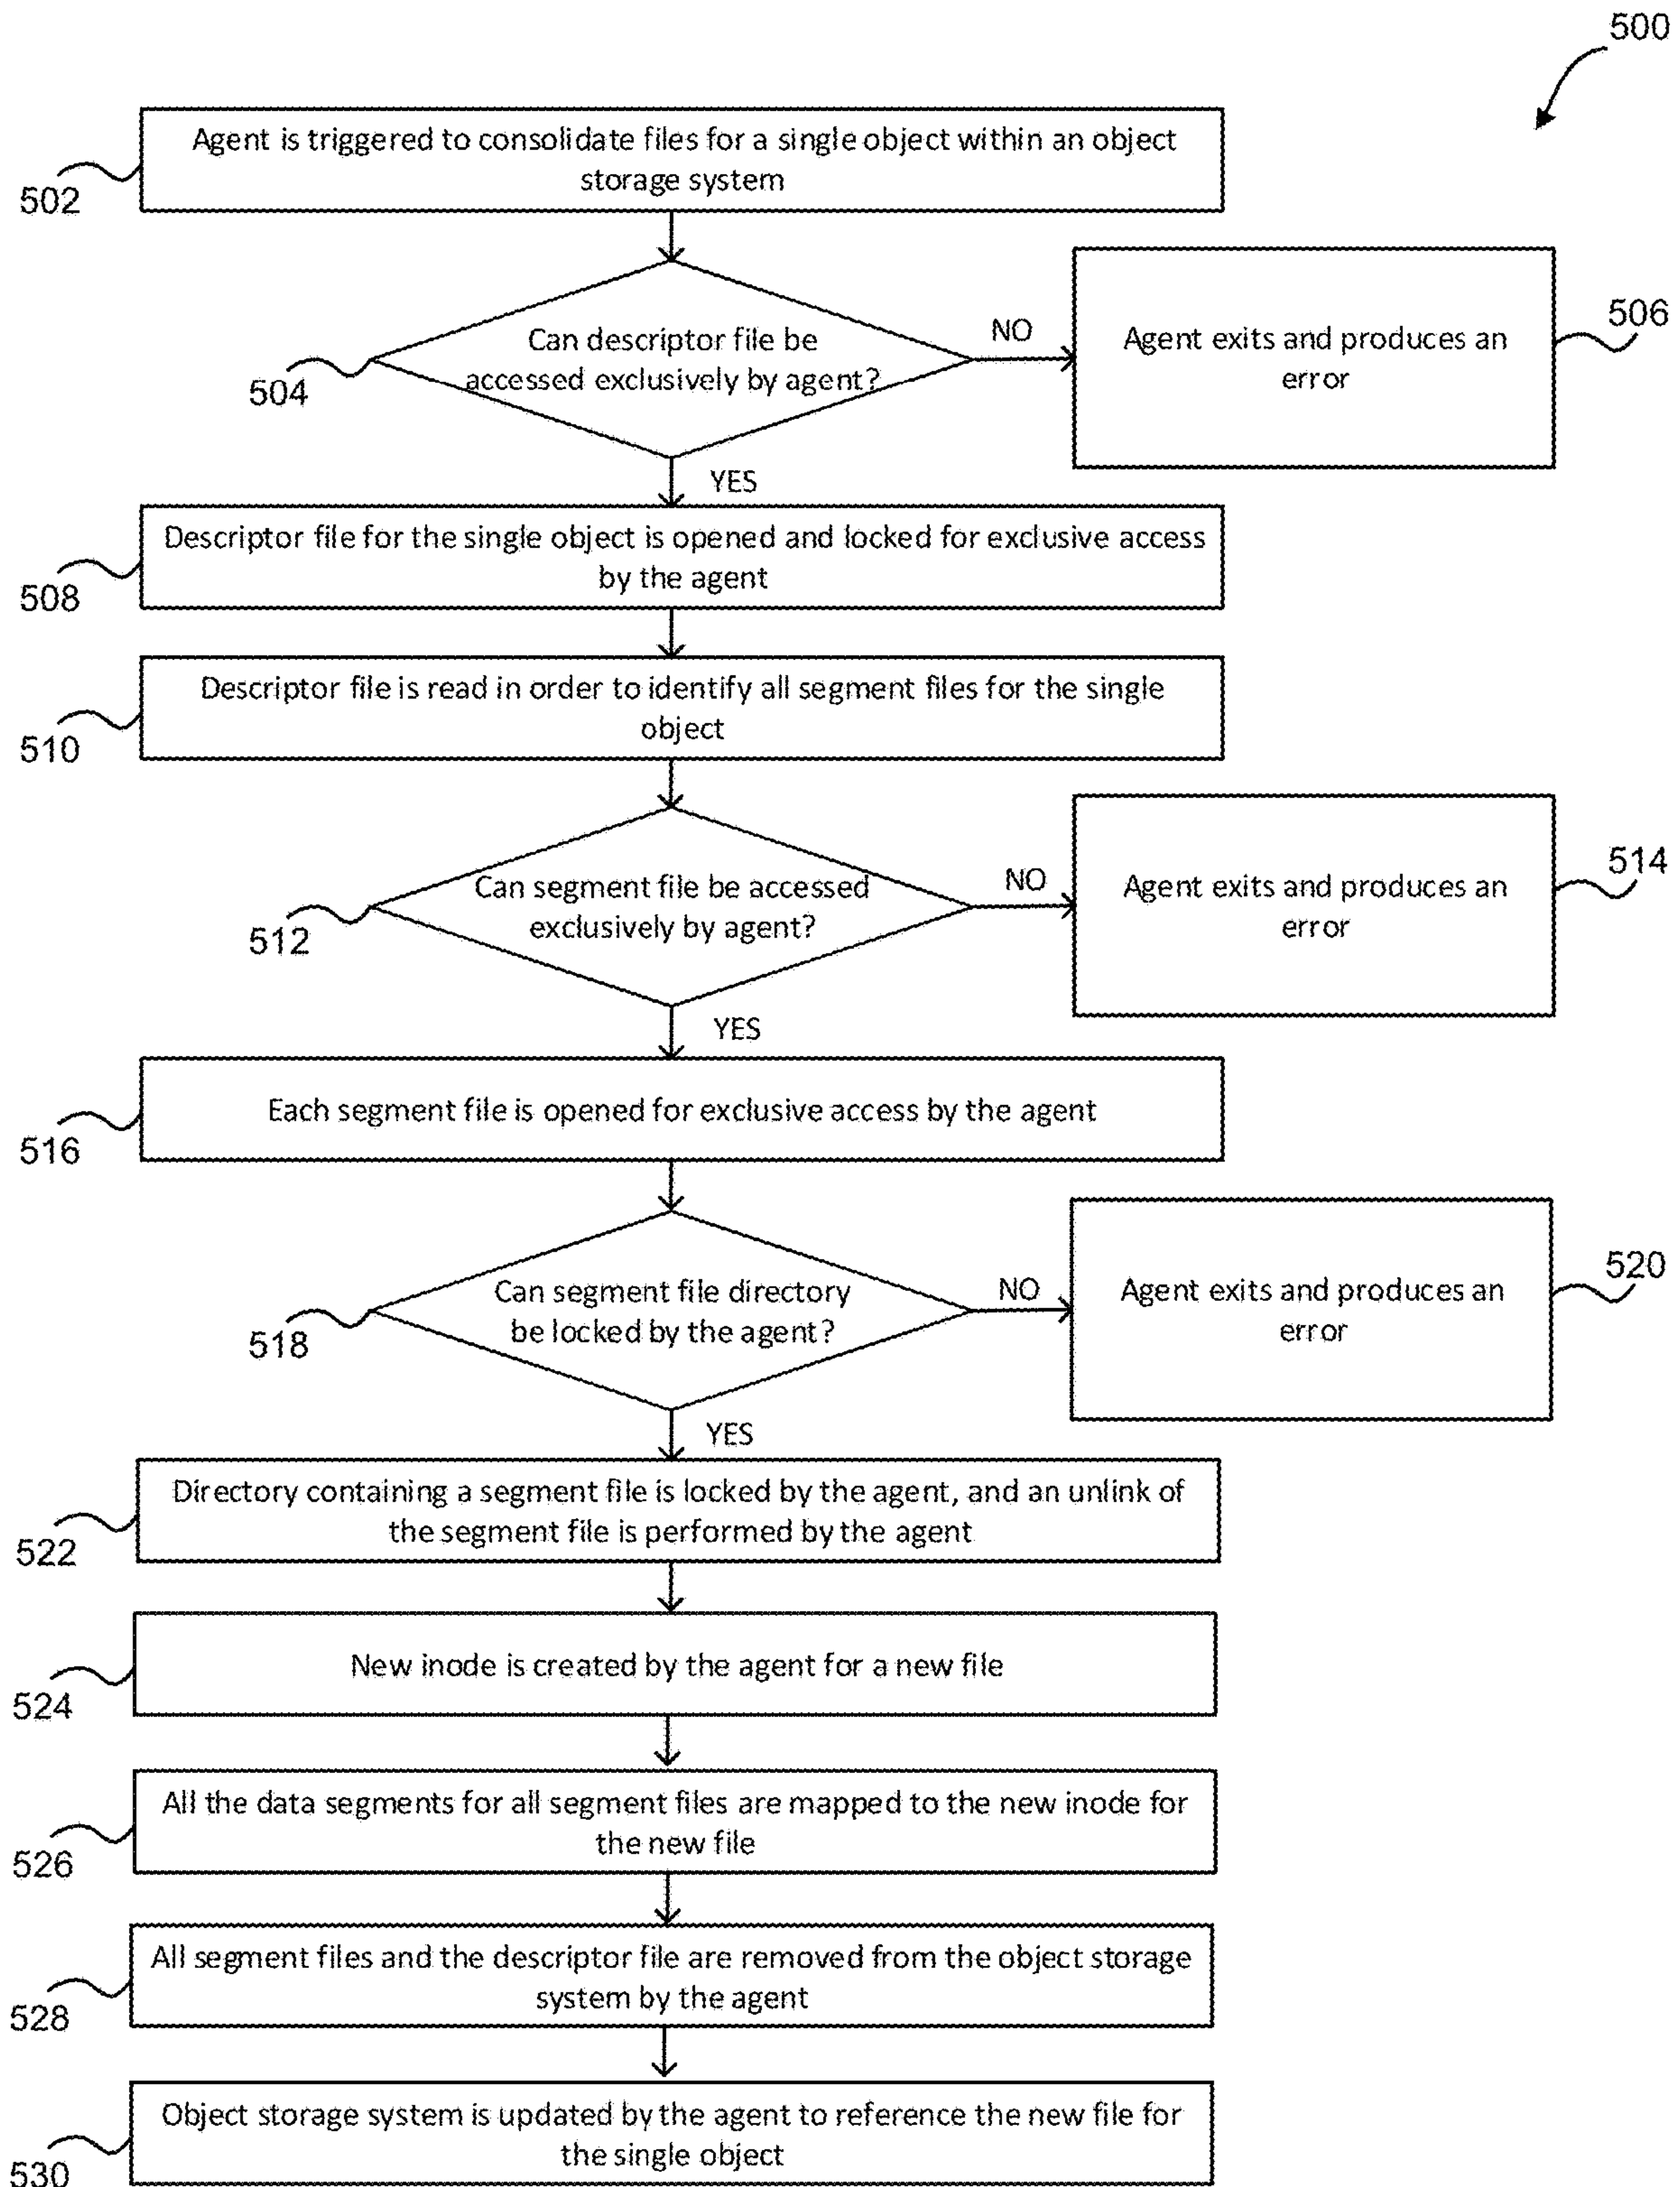 500
Agent is triggered to consolidate files for a single object within an object
storage system
502
Can descriptor file be
accessed exclusively by agent?
504
NO
Agent exits and produces an
error
506
YES
Descriptor file for the single object is opened and locked for exclusive access
by the agent
508
Descriptor file is read in order to identify all segment files for the single
object
510
Can segment file be accessed
exclusively by agent?
512
NO
Agent exits and produces an
error
514
YES
Each segment file is opened for exclusive access by the agent
516
Can segment file directory
be locked by the agent?
518
NO
Agent exits and produces an
error
520
YES
Directory containing a segment file is locked by the agent, and an unlink of
the segment file is performed by the agent
522
New inode is created by the agent for a new file
524
All the data segments for all segment files are mapped to the new inode for
the new file
526
All segment files and the descriptor file are removed from the object storage
system by the agent
528
Object storage system is updated by the agent to reference the new file for
the single object
530